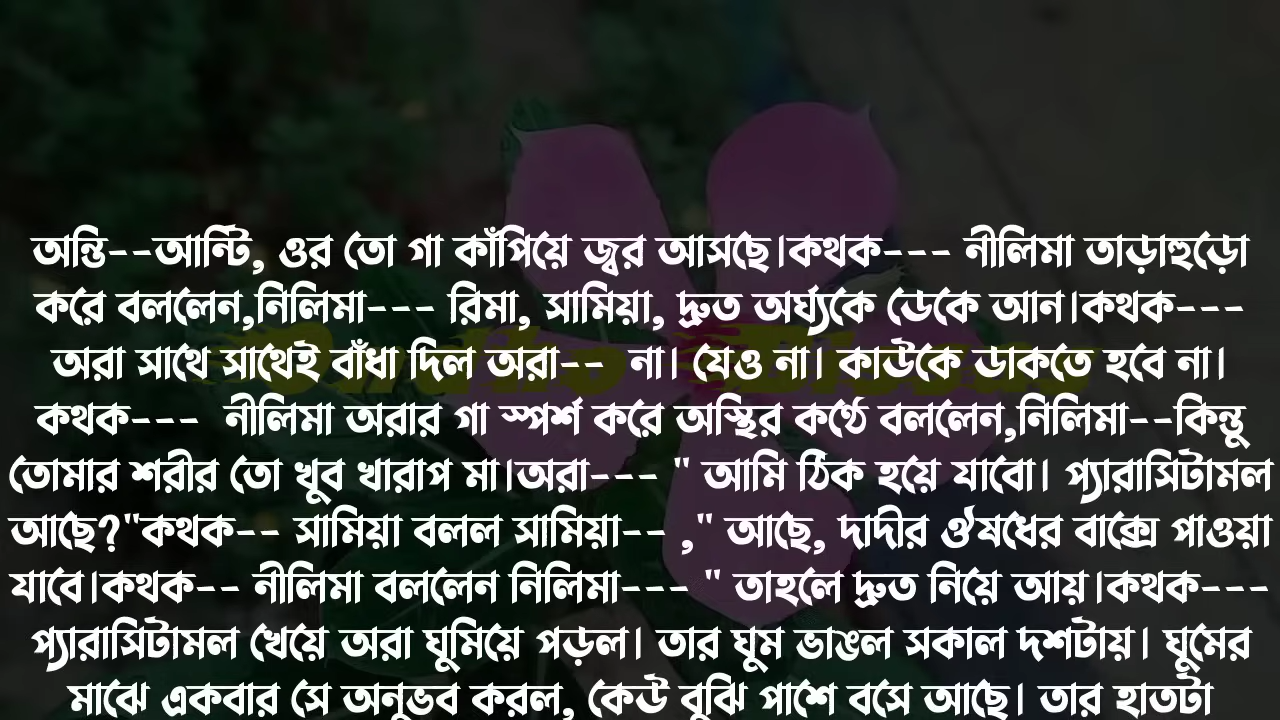 অন্তি--আন্টি, ওর তো গা কাঁপিয়ে জ্বর আসছে।কথক--- নীলিমা তাড়াহুড়ো
করে বললেন,নিলিমা--- রিমা, সামিয়া, দ্রুত অর্ঘ্যকে ডেকে আন।কথক---
অরা সাথে সাথেই বাঁধা দিল অরা-- না। যেও না। কাউকে ডাকতে হবে না।
কথক--- নীলিমা অরার গা স্পর্শ করে অস্থির কণ্ঠে বললেন,নিলিমা--কিন্তু
তোমার শরীর তো খুব খারাপ মা।অরা--- " আমি ঠিক হয়ে যাবো। প্যারাসিটামল
আছে?"কথক-- সামিয়া বলল সামিয়া-- ," আছে, দাদীর ঔষধের বাক্সে পাওয়া
যাবে।কথক-- নীলিমা বললেন নিলিমা--- " তাহলে দ্রুত নিয়ে আয়।কথক---
প্যারাসিটামল খেয়ে অরা ঘুমিয়ে পড়ল। তার ঘুম ভাঙল সকাল দশটায়। ঘুমের
মাঝে একবার সে অনুভব করল, কেউ বুঝি পাশে বসে আছে। তার হাতটা